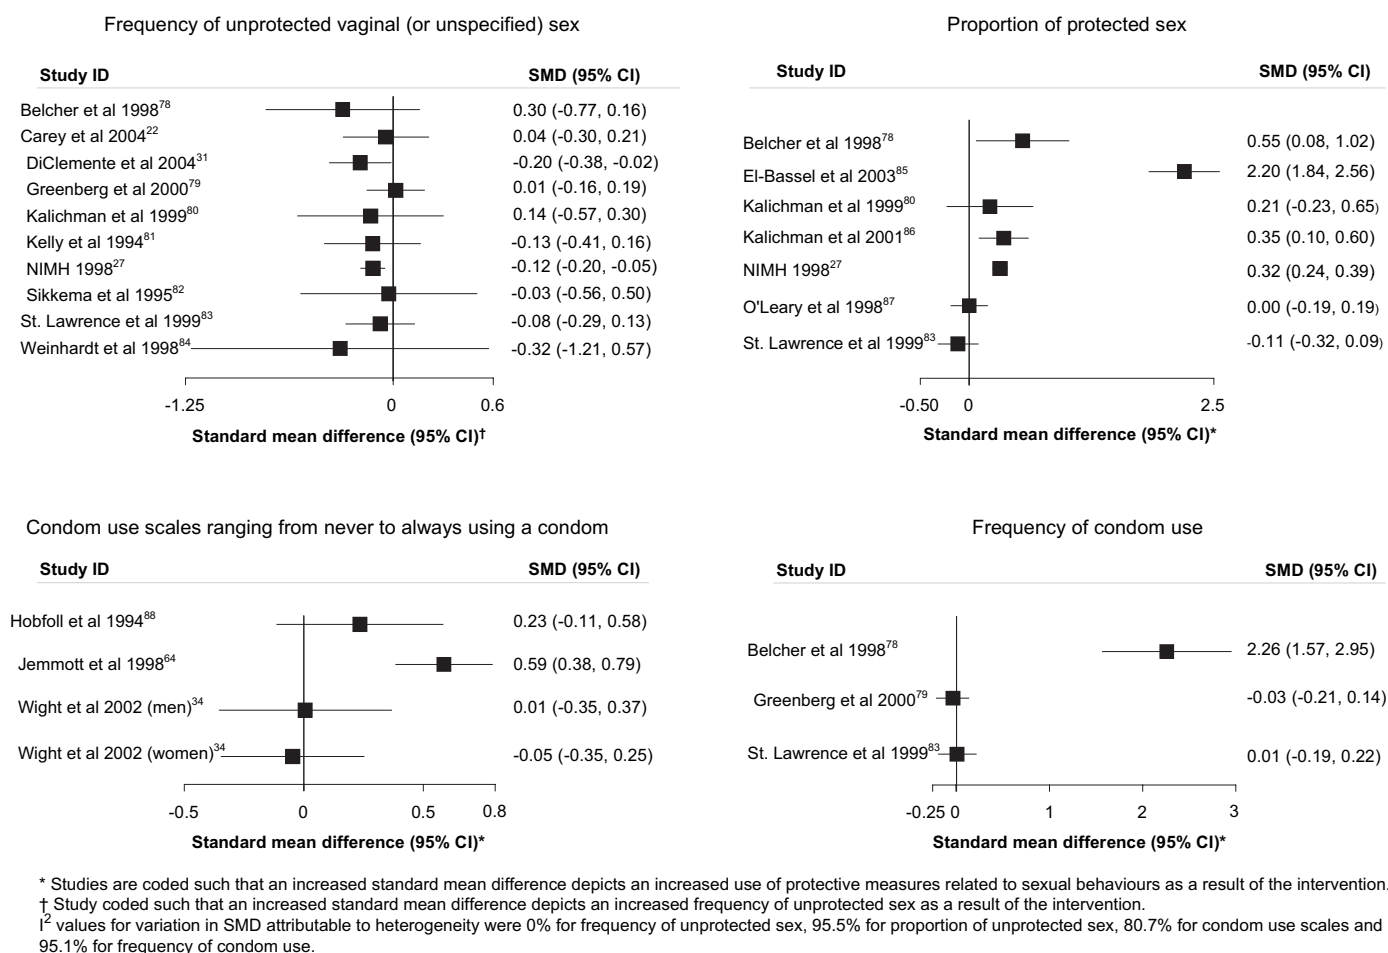 Frequency of unprotected vaginal (or unspecified) sex
Study ID SMD (95% CI)
Belcher et al 199878 0.30 (-0.77, 0.16)
Carey et al 200422 0.04 (-0.30, 0.21)
DiClemente et al 200431 -0.20 (-0.38, -0.02)
Greenberg et al 200079 0.01 (-0.16, 0.19)
Kalichman et al 199980 0.14 (-0.57, 0.30)
Kelly et al 199481 -0.13 (-0.41, 0.16)
NIMH 199827 -0.12 (-0.20, -0.05)
Sikkema et al 199582 -0.03 (-0.56, 0.50)
St. Lawrence et al 199983 -0.08 (-0.29, 0.13)
Weinhardt et al 199884 -0.32 (-1.21, 0.57)
-1.25 0 0.6
Standard mean difference (95% CI)†
Proportion of protected sex
Study ID SMD (95% CI)
Belcher et al 199878 0.55 (0.08, 1.02)
El-Bassel et al 200385 2.20 (1.84, 2.56)
Kalichman et al 199980 0.21 (-0.23, 0.65)
Kalichman et al 200186 0.35 (0.10, 0.60)
NIMH 199827 0.32 (0.24, 0.39)
O'Leary et al 199887 0.00 (-0.19, 0.19)
St. Lawrence et al 199983 -0.11 (-0.32, 0.09)
-0.50 0 2.5
Standard mean difference (95% CI)*
Condom use scales ranging from never to always using a condom
Study ID SMD (95% CI)
Hobfoll et al 199488 0.23 (-0.11, 0.58)
Jemmott et al 199864 0.59 (0.38, 0.79)
Wight et al 2002 (men)34 0.01 (-0.35, 0.37)
Wight et al 2002 (women)34 -0.05 (-0.35, 0.25)
-0.5 0 0.5 0.8
Standard mean difference (95% CI)*
Frequency of condom use
Study ID SMD (95% CI)
Belcher et al 199878 2.26 (1.57, 2.95)
Greenberg et al 200079 -0.03 (-0.21, 0.14)
St. Lawrence et al 199983 0.01 (-0.19, 0.22)
-0.25 0 1 2 3
Standard mean difference (95% CI)*
* Studies are coded such that an increased standard mean difference depicts an increased use of protective measures related to sexual behaviours as a result of the intervention.
† Study coded such that an increased standard mean difference depicts an increased frequency of unprotected sex as a result of the intervention.
I2 values for variation in SMD attributable to heterogeneity were 0% for frequency of unprotected sex, 95.5% for proportion of unprotected sex, 80.7% for condom use scales and
95.1% for frequency of condom use.